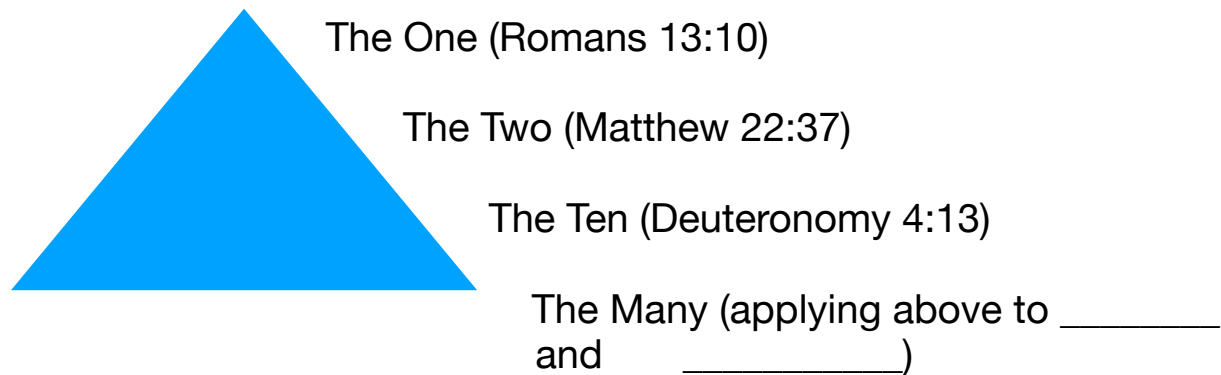 The One (Romans 13:10)
The Two (Matthew 22:37)
The Ten (Deuteronomy 4:13)
The Many (applying above to ________
and ___________)